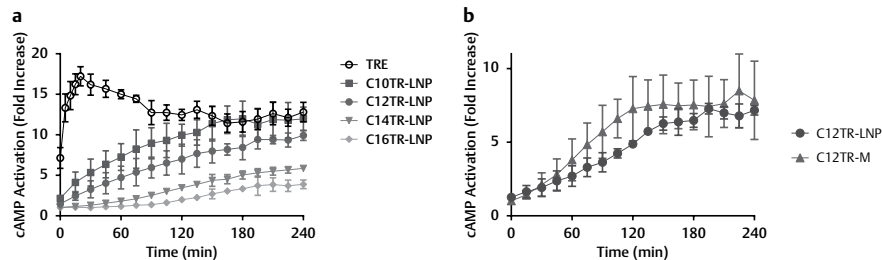 a
cAMP Activation (Fold Increase)
20
15
10
5
0
0
60
120
180
240
Time (min)
TRE
C10TR-LNP
C12TR-LNP
C14TR-LNP
C16TR-LNP
b
cAMP Activation (Fold Increase)
10
5
0
0
60
120
180
240
Time (min)
C12TR-LNP
C12TR-M